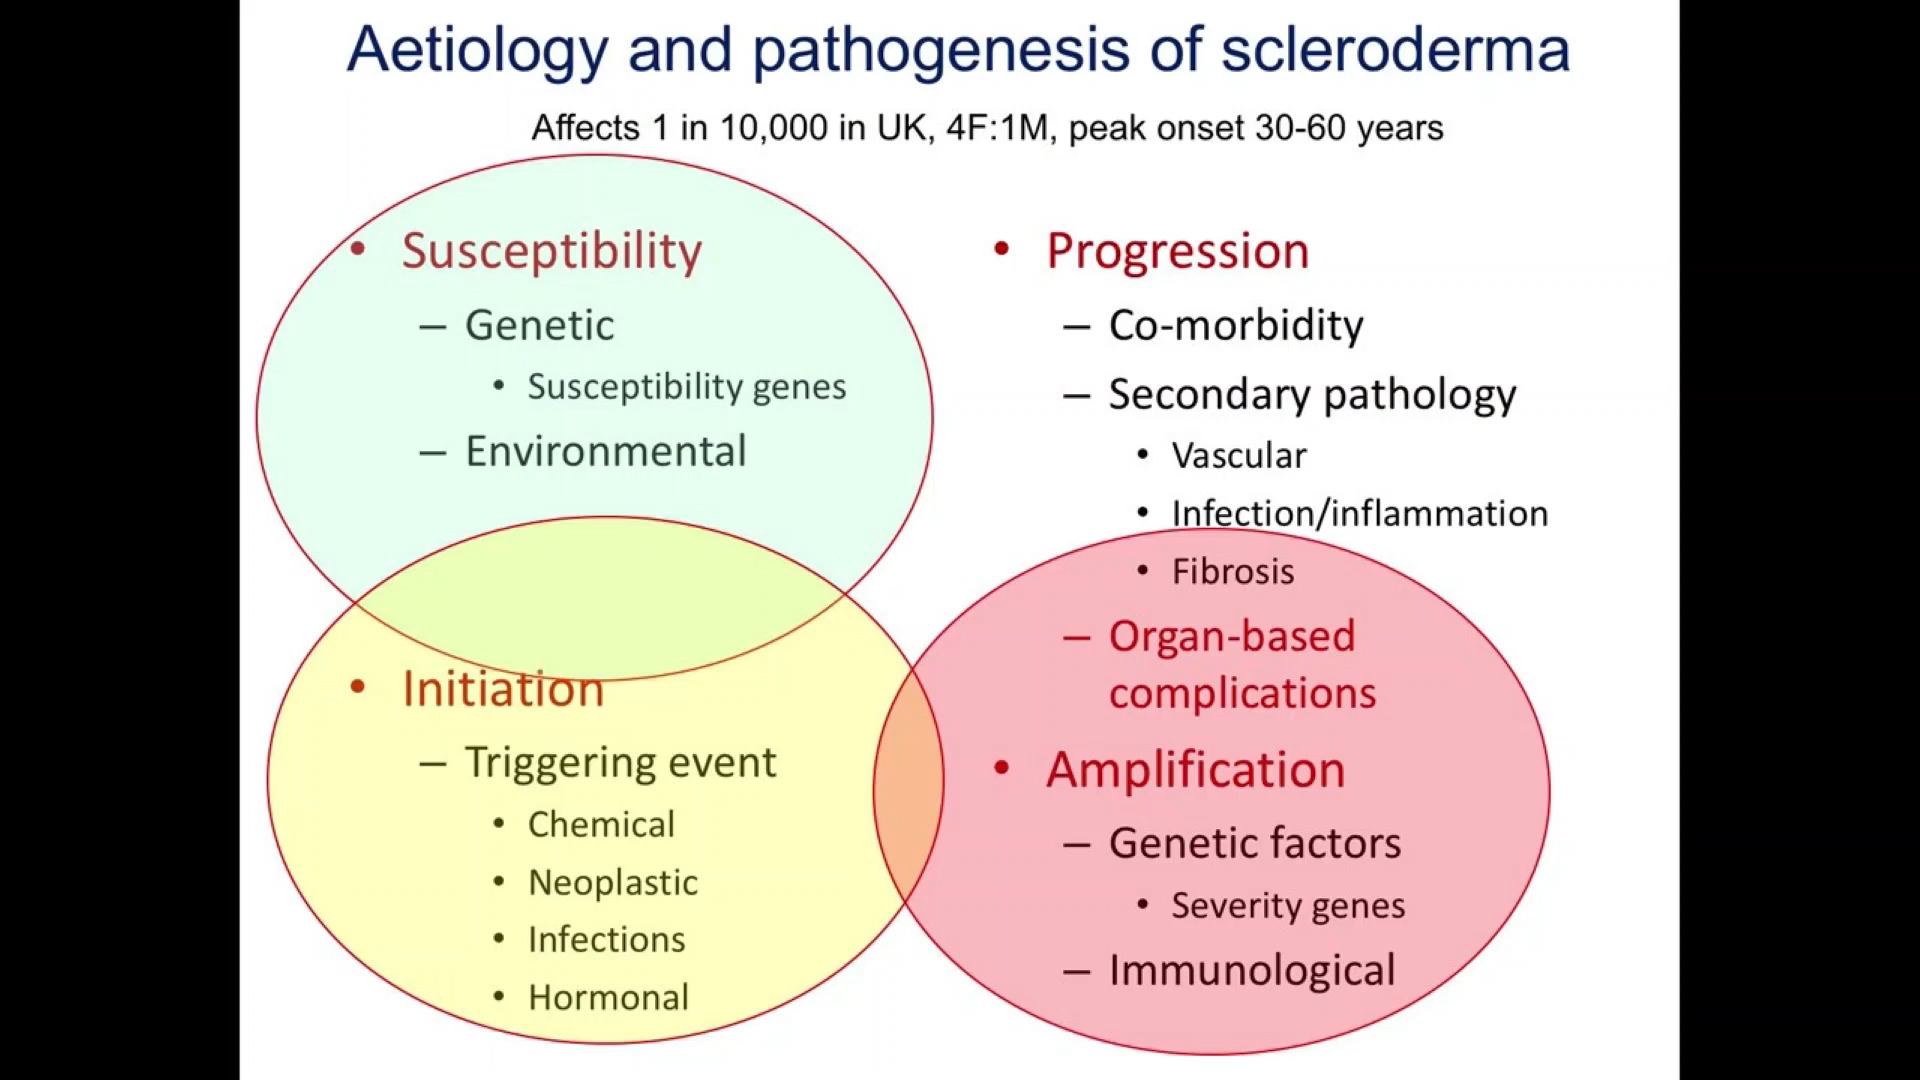 Aetiology and pathogenesis of scleroderma
Affects 1 in 10,000 in UK, 4F:1M, peak onset 30-60 years
• Susceptibility
– Genetic
• Susceptibility genes
– Environmental
• Initiation
– Triggering event
• Chemical
• Neoplastic
• Infections
• Hormonal
• Progression
– Co-morbidity
– Secondary pathology
• Vascular
• Infection/inflammation
• Fibrosis
– Organ-based
complications
• Amplification
– Genetic factors
• Severity genes
– Immunological